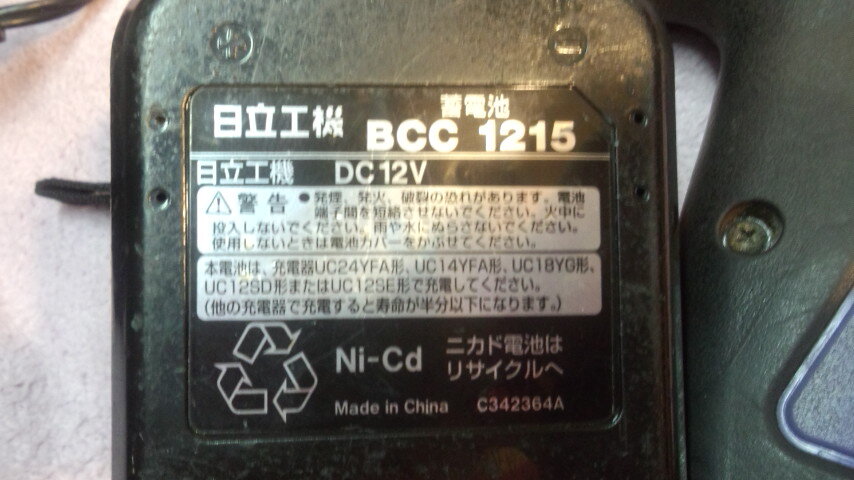 日立工機 蓄電池 BCC 1215
日立工機 DC12V
警告 ●発煙、発火、破裂の恐れがあります。電池
端子間を短絡させないでください。火中に
投入しないでください。雨や水にぬらさないでください。
使用しないときは電池カバーをかぶせてください。
本電池は、充電器UC24YFA形、UC14YFA形、UC18YG形、
UC12SD形またはUC12SE形で充電してください。
(他の充電器で充電すると寿命が半分以下になります。)
Ni-Cd ニカド電池は
リサイクルへ
Made in China C342364A